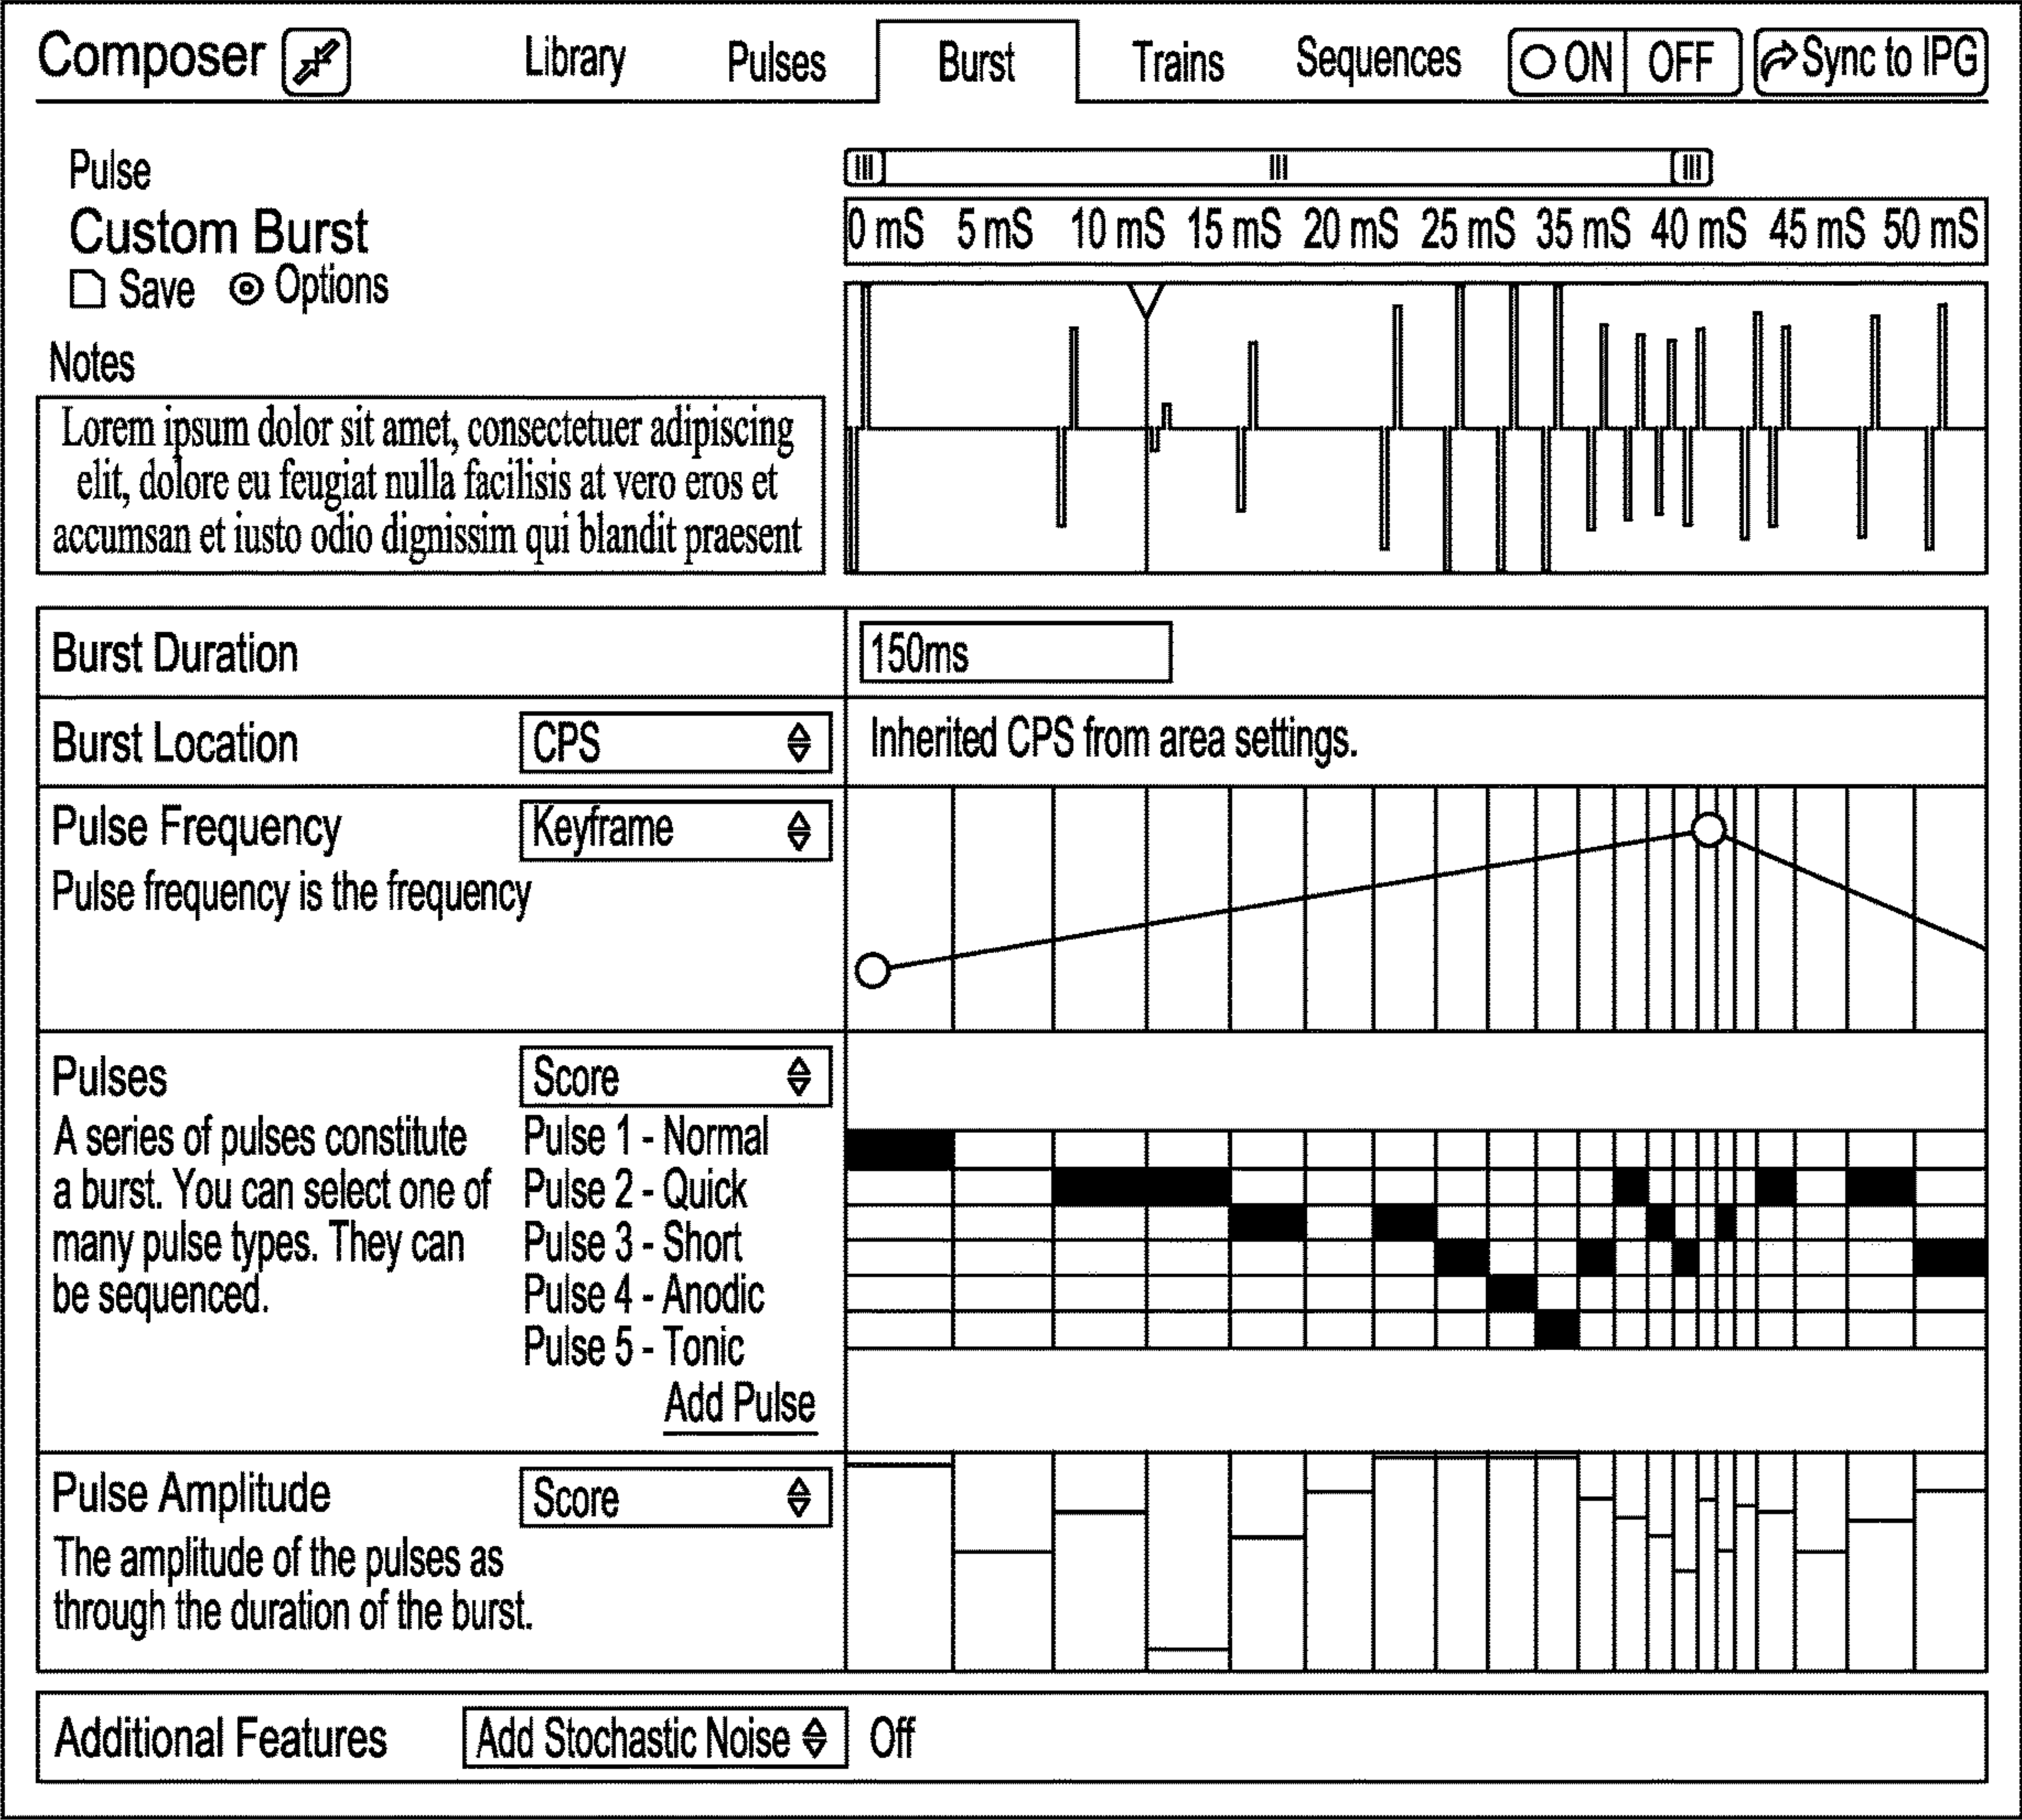 Composer Library Pulses Burst Trains Sequences ON OFF Sync to IPG
Pulse
Custom Burst
Save Options
0 mS 5 mS 10 mS 15 mS 20 mS 25 mS 35 mS 40 mS 45 mS 50 mS
Notes
Lorem ipsum dolor sit amet, consectetuer adipiscing
elit, dolore eu feugiat nulla facilisis at vero eros et
accumsan et iusto odio dignissim qui blandit praesent
Burst Duration 150ms
Burst Location CPS Inherited CPS from area settings.
Pulse Frequency Keyframe
Pulse frequency is the frequency
Pulses Score
A series of pulses constitute
a burst. You can select one of
many pulse types. They can
be sequenced.
Pulse 1 - Normal
Pulse 2 - Quick
Pulse 3 - Short
Pulse 4 - Anodic
Pulse 5 - Tonic
Add Pulse
Pulse Amplitude Score
The amplitude of the pulses as
through the duration of the burst.
Additional Features Add Stochastic Noise Off